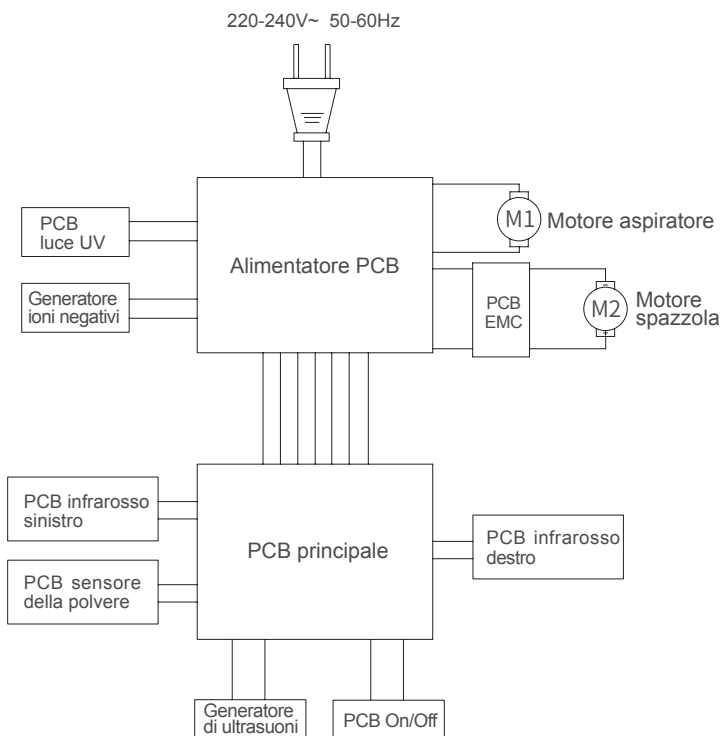 220-240V~ 50-60Hz
PCB
luce UV
Generatore
ioni negativi
Alimentatore PCB
M1
Motore aspiratore
PCB
EMC
M2
Motore
spazzola
PCB infrarosso
sinistro
PCB sensore
della polvere
PCB principale
PCB infrarosso
destro
Generatore
di ultrasuoni
PCB On/Off